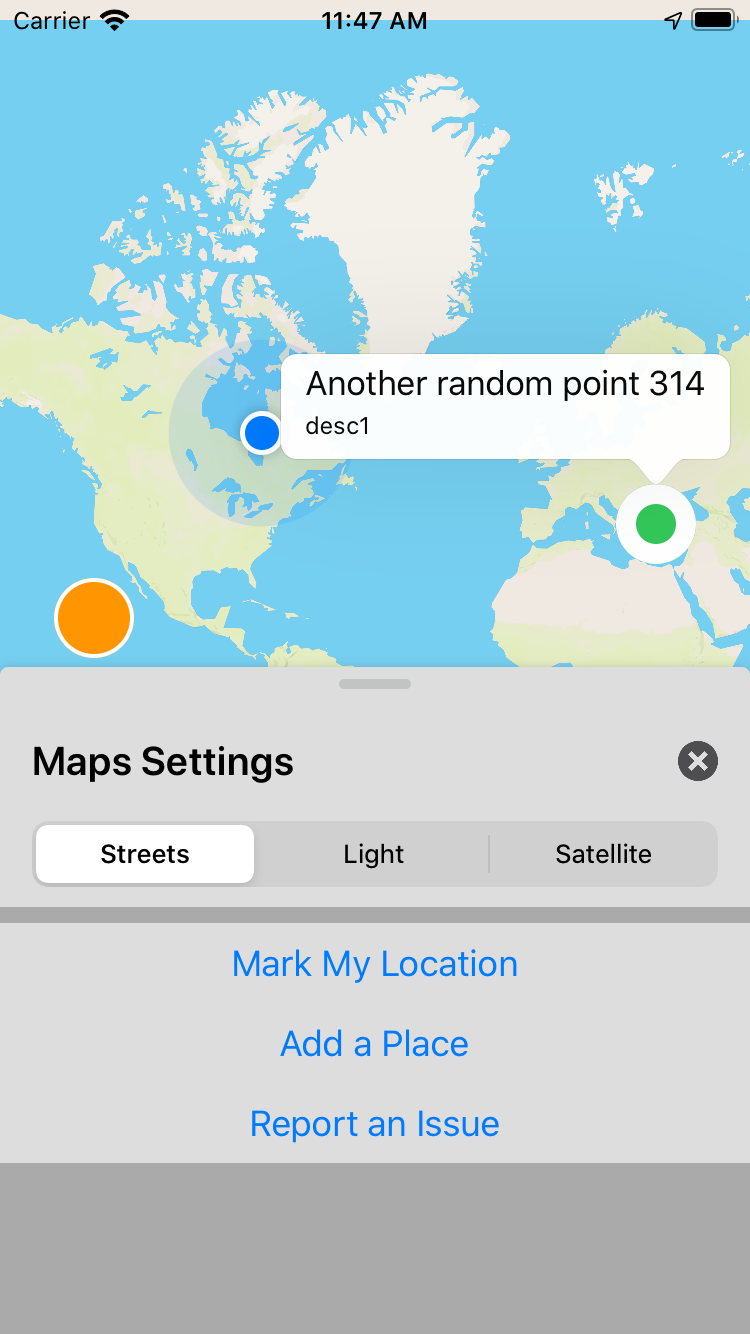 Carrier 11:47 AM
Another random point 314
desc1
Maps Settings
Streets Light Satellite
Mark My Location
Add a Place
Report an Issue